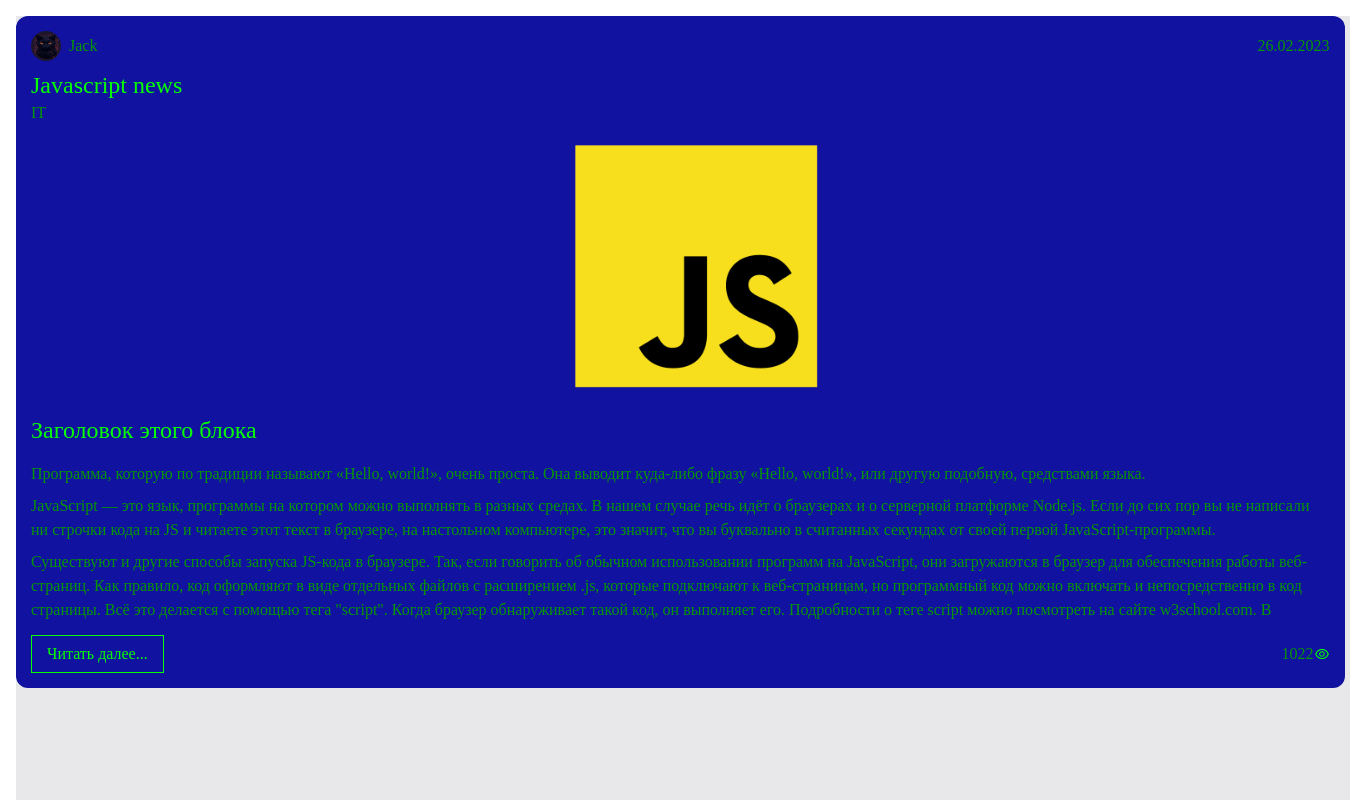 Jack
26.02.2023
Javascript news
IT
JS
Заголовок этого блока
Программа, которую по традиции называют «Hello, world!», очень проста. Она выводит куда-либо фразу «Hello, world!», или другую подобную, средствами языка.
JavaScript — это язык, программы на котором можно выполнять в разных средах. В нашем случае речь идёт о браузерах и о серверной платформе Node.js. Если до сих пор вы не написали
ни строчки кода на JS и читаете этот текст в браузере, на настольном компьютере, это значит, что вы буквально в считанных секундах от своей первой JavaScript-программы.
Существуют и другие способы запуска JS-кода в браузере. Так, если говорить об обычном использовании программ на JavaScript, они загружаются в браузер для обеспечения работы веб-
страниц. Как правило, код оформляют в виде отдельных файлов с расширением .js, которые подключают к веб-страницам, но программный код можно включать и непосредственно в код
страницы. Всё это делается с помощью тега "script". Когда браузер обнаруживает такой код, он выполняет его. Подробности о теге script можно посмотреть на сайте w3school.com. В
Читать далее...
1022